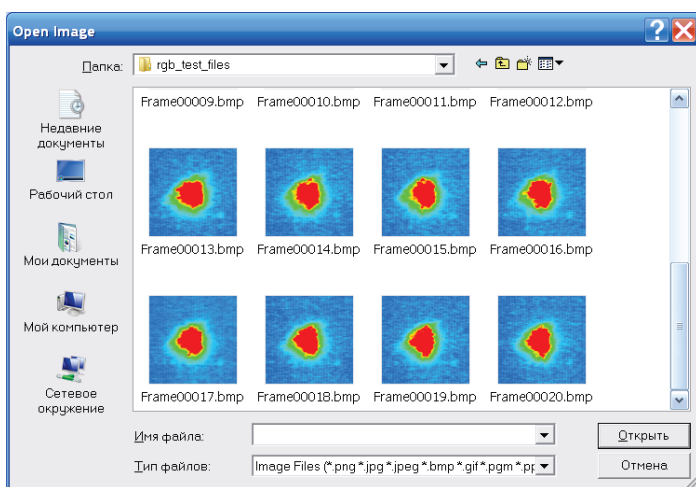 Open Image
Папка:
rgb_test_files
Недавние
документы
Рабочий стол
Мои документы
Мой компьютер
Сетевое
окружение
Frame00009.bmp Frame00010.bmp Frame00011.bmp Frame00012.bmp
Frame00013.bmp Frame00014.bmp Frame00015.bmp Frame00016.bmp
Frame00017.bmp Frame00018.bmp Frame00019.bmp Frame00020.bmp
Имя файла:
Открыть
Тип файлов:
Image Files (*.png *.jpg *.jpeg *.bmp *.gif *.pgm
Отмена